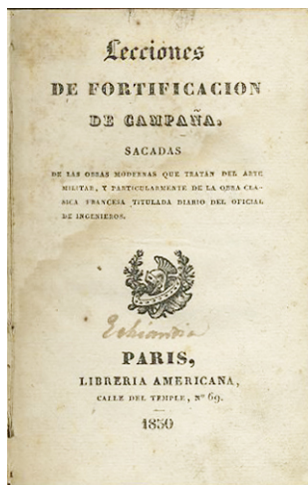 Lecciones
DE FORTIFICACION
DE CAMPAÑA.
SACADAS
DE LAS OBRAS MODERNAS QUE TRATAN DEL ARTE
MILITAR, Y PARTICULARMENTE DE LA OBRA CLA-
SICA FRANCESA TITULADA DIARIO DEL OFICIAL
DE INGENIEROS.
Echiandia
PARIS,
LIBRERIA AMERICANA,
CALLE DEL TEMPLE, Nº 69.
1830